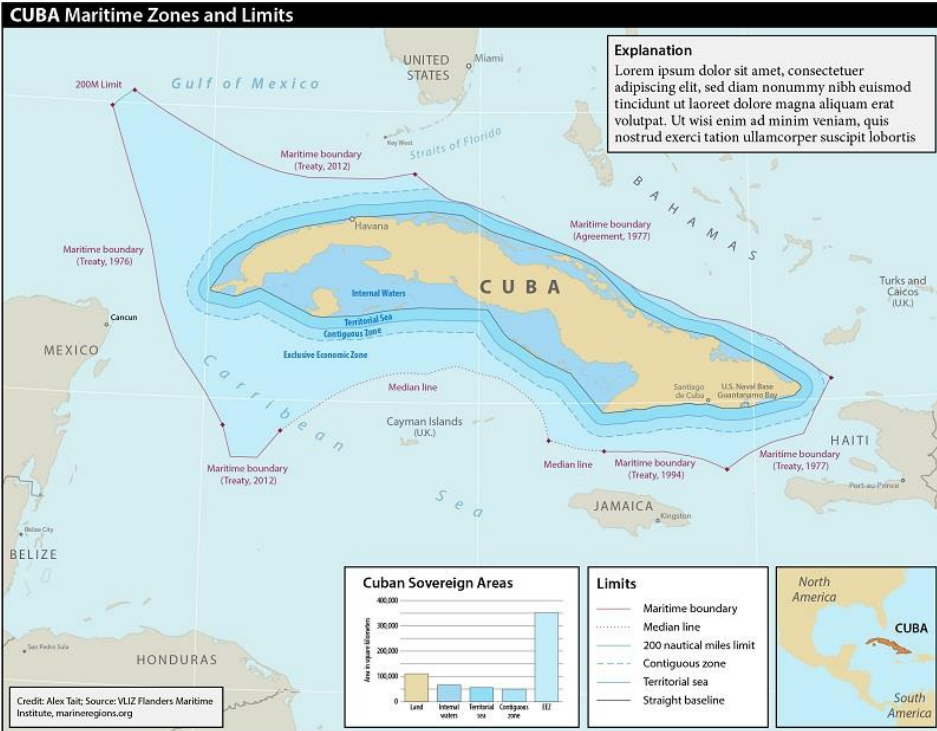 CUBA Maritime Zones and Limits
Explanation
Lorem ipsum dolor sit amet, consectetuer
adipiscing elit, sed diam nonummy nibh euismod
tincidunt ut laoreet dolore magna aliquam erat
volutpat. Ut wisi enim ad minim veniam, quis
nostrud exerci tation ullamcorper suscipit lobortis
UNITED
STATES
Miami
200M Limit
Gulf of Mexico
Key West
Straits of Florida
Maritime boundary
(Treaty, 2012)
BAHAMAS
Maritime boundary
(Agreement, 1977)
Havana
Maritime boundary
(Treaty, 1976)
CUBA
Turks and
Caicos
(U.K.)
Internal Waters
Territorial Sea
Contiguous Zone
Exclusive Economic Zone
Cancun
MEXICO
Caribbean
Sea
Median line
Santiago
de Cuba
U.S. Naval Base
Guantanamo Bay
Cayman Islands
(U.K.)
HAITI
Maritime boundary
(Treaty, 2012)
Median line
Maritime boundary
(Treaty, 1994)
Maritime boundary
(Treaty, 1977)
Port-au-Prince
JAMAICA
Kingston
Belize City
BELIZE
San Pedro Sula
HONDURAS
Credit: Alex Tait; Source: VLIZ Flanders Maritime
Institute, marineregions.org
Cuban Sovereign Areas
Area in square kilometers
400,000
300,000
200,000
100,000
0
Land
Internal
waters
Territorial
sea
Contiguous
zone
EEZ
Limits
Maritime boundary
Median line
200 nautical miles limit
Contiguous zone
Territorial sea
Straight baseline
North
America
CUBA
South
America